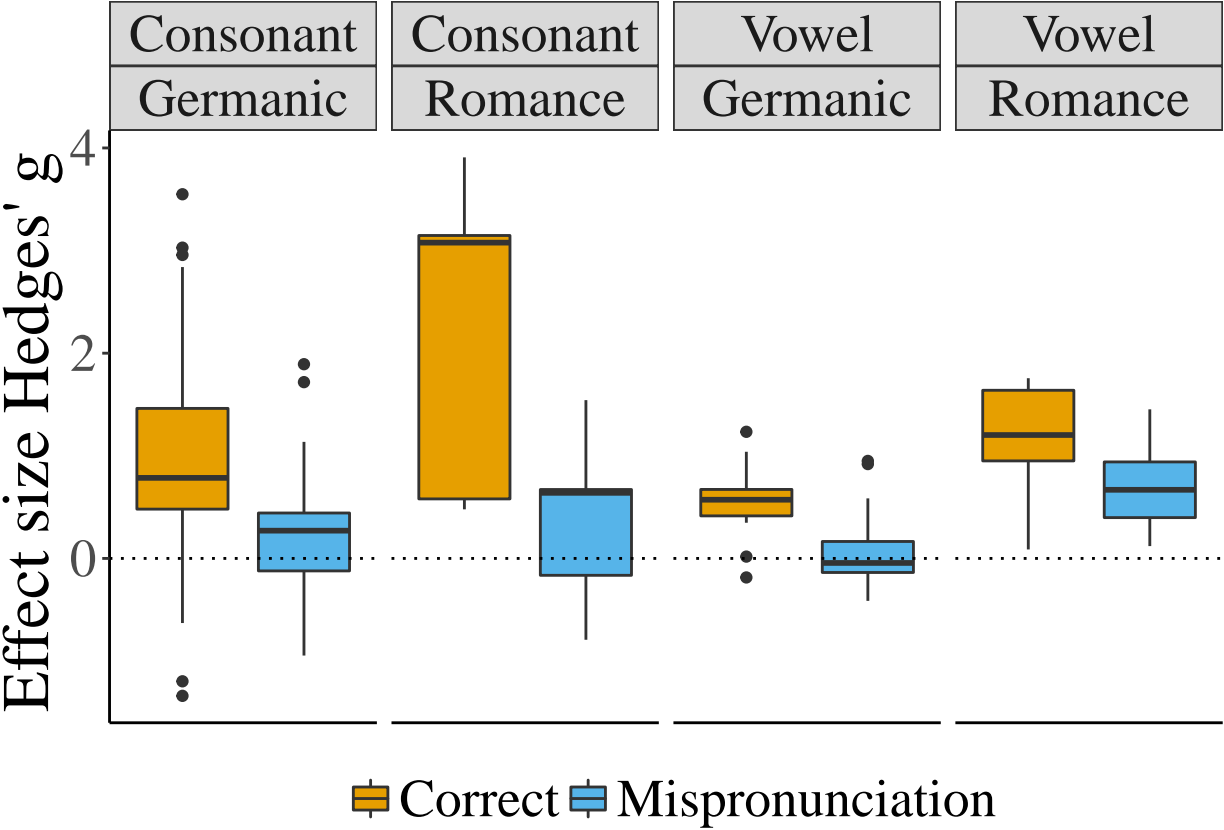 Consonant Consonant Vowel Vowel
Germanic Romance Germanic Romance
Effect size Hedges' g
4
2
0
Correct Mispronunciation